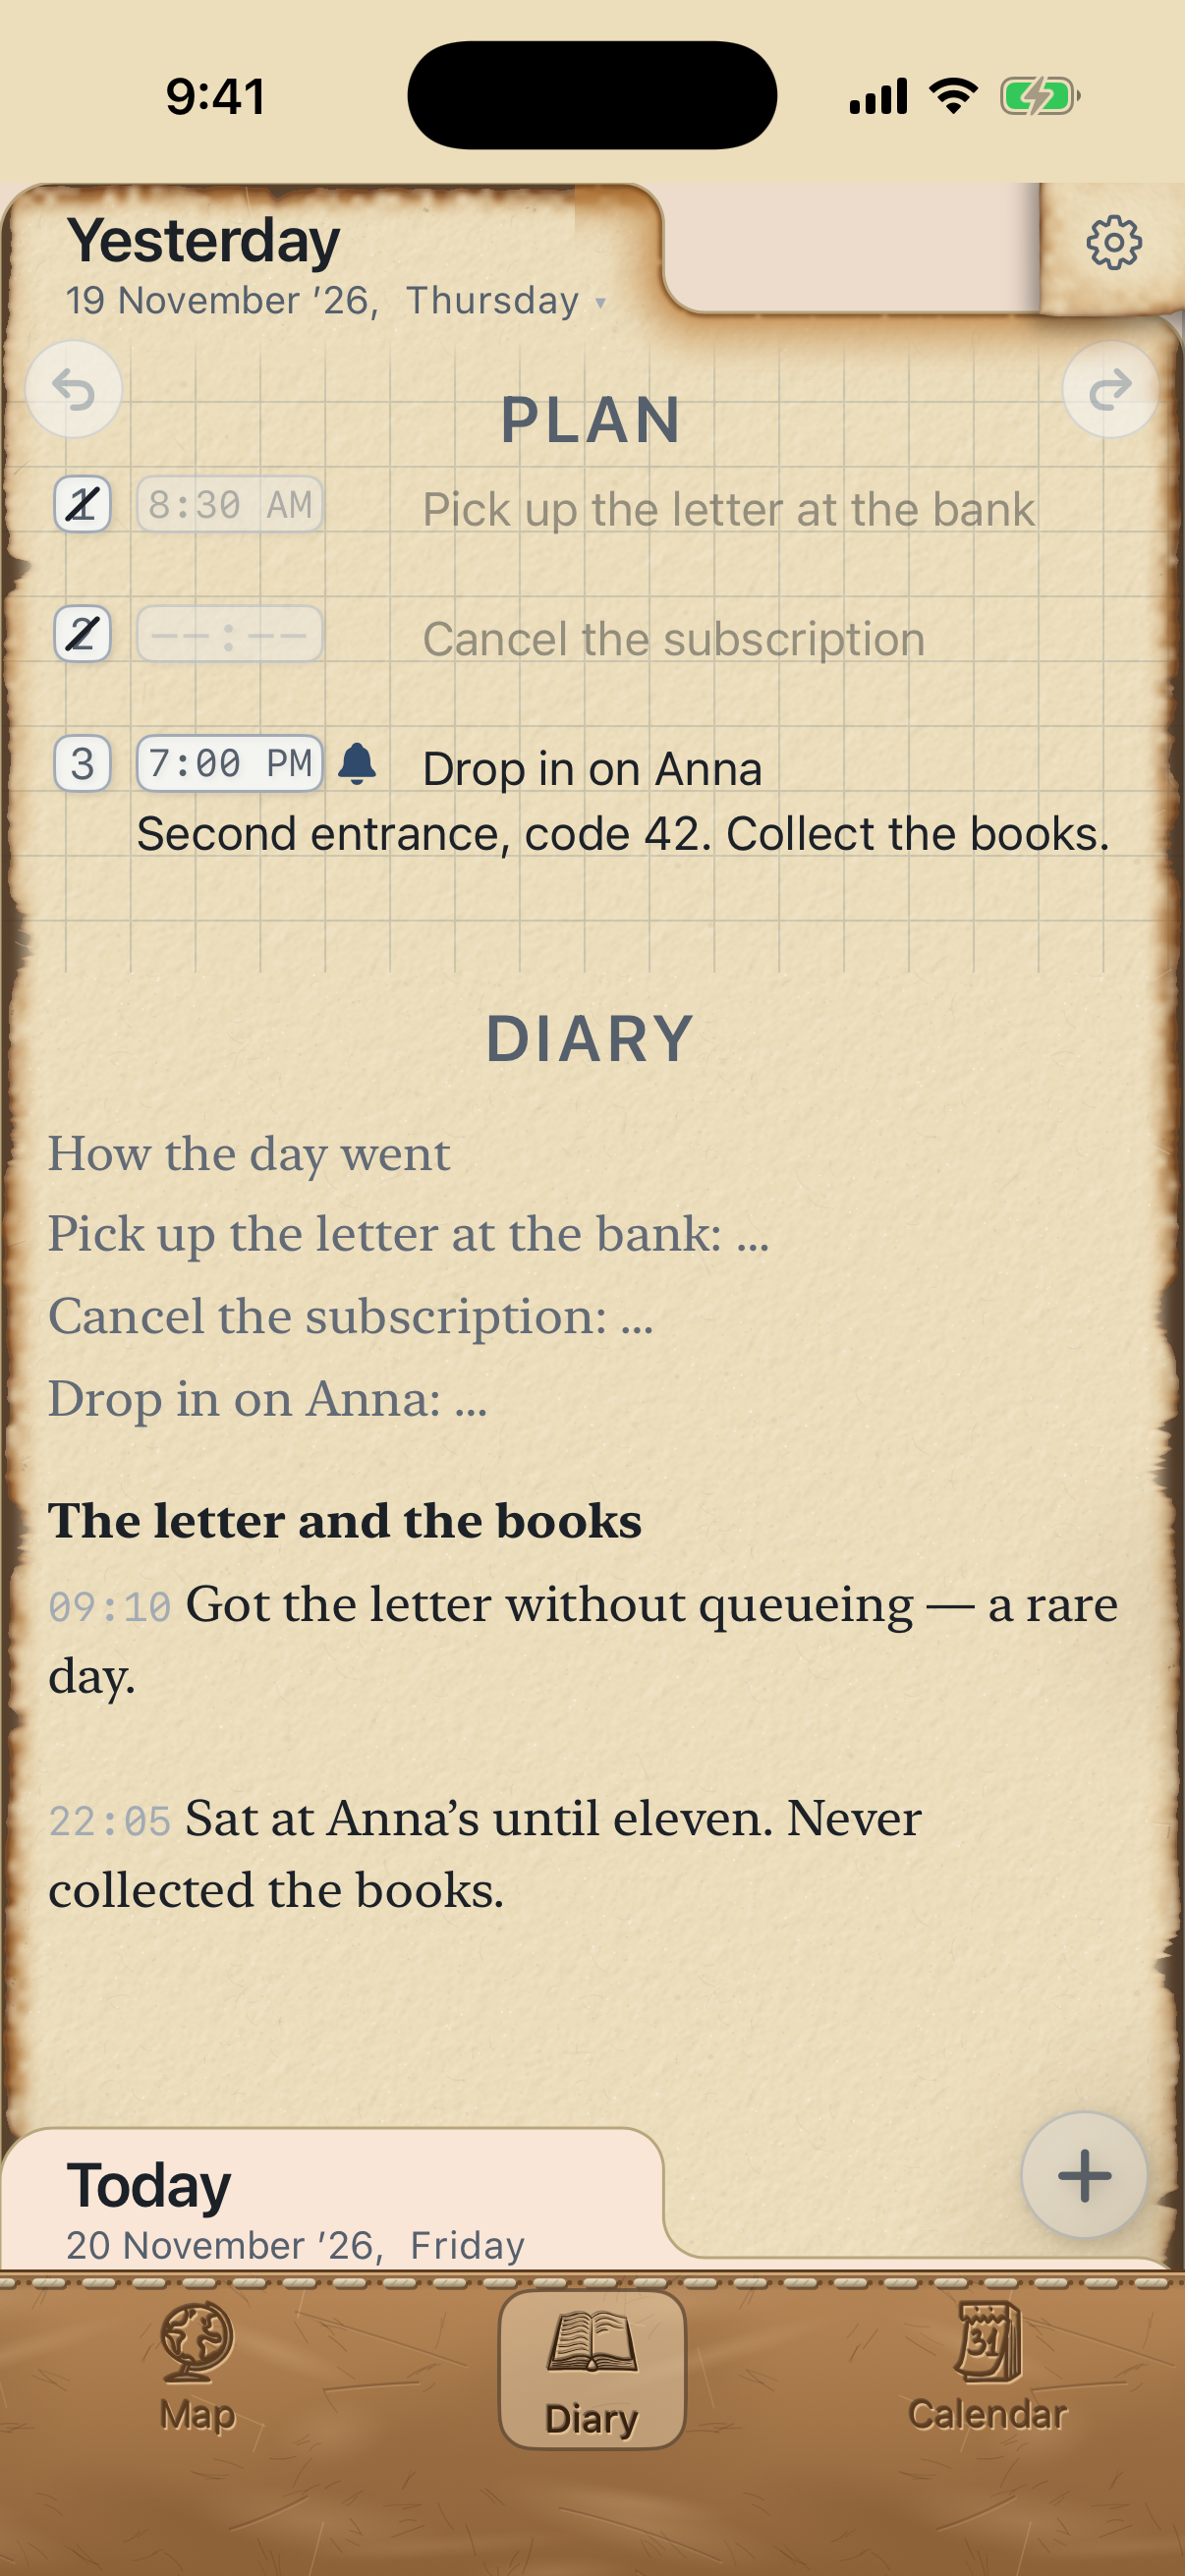 9:41
Yesterday
19 November ’26, Thursday ▾
PLAN
1 8:30 AM Pick up the letter at the bank
2 --:-- Cancel the subscription
3 7:00 PM Drop in on Anna
Second entrance, code 42. Collect the books.
DIARY
How the day went
Pick up the letter at the bank: ...
Cancel the subscription: ...
Drop in on Anna: ...
The letter and the books
09:10 Got the letter without queueing — a rare
day.
22:05 Sat at Anna’s until eleven. Never
collected the books.
Today
20 November ’26, Friday
31
Map Diary Calendar